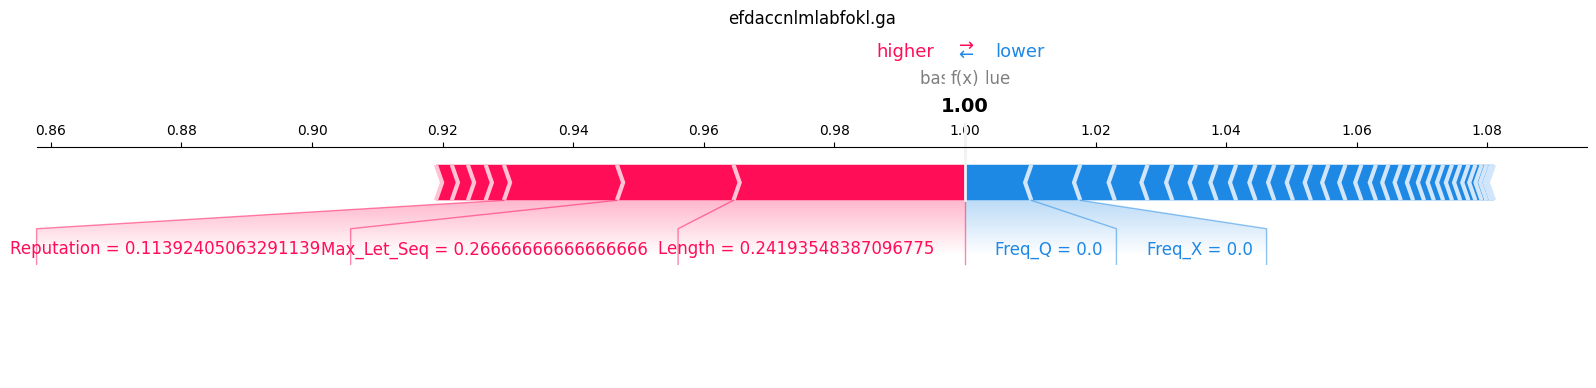 efdaccnlmlabfokl.ga
higher ⇄ lower
bas f(x) lue
1.00
0.86 0.88 0.90 0.92 0.94 0.96 0.98 1.00 1.02 1.04 1.06 1.08
Reputation = 0.11392405063291139 Max_Let_Seq = 0.26666666666666666 Length = 0.24193548387096775 Freq_Q = 0.0 Freq_X = 0.0